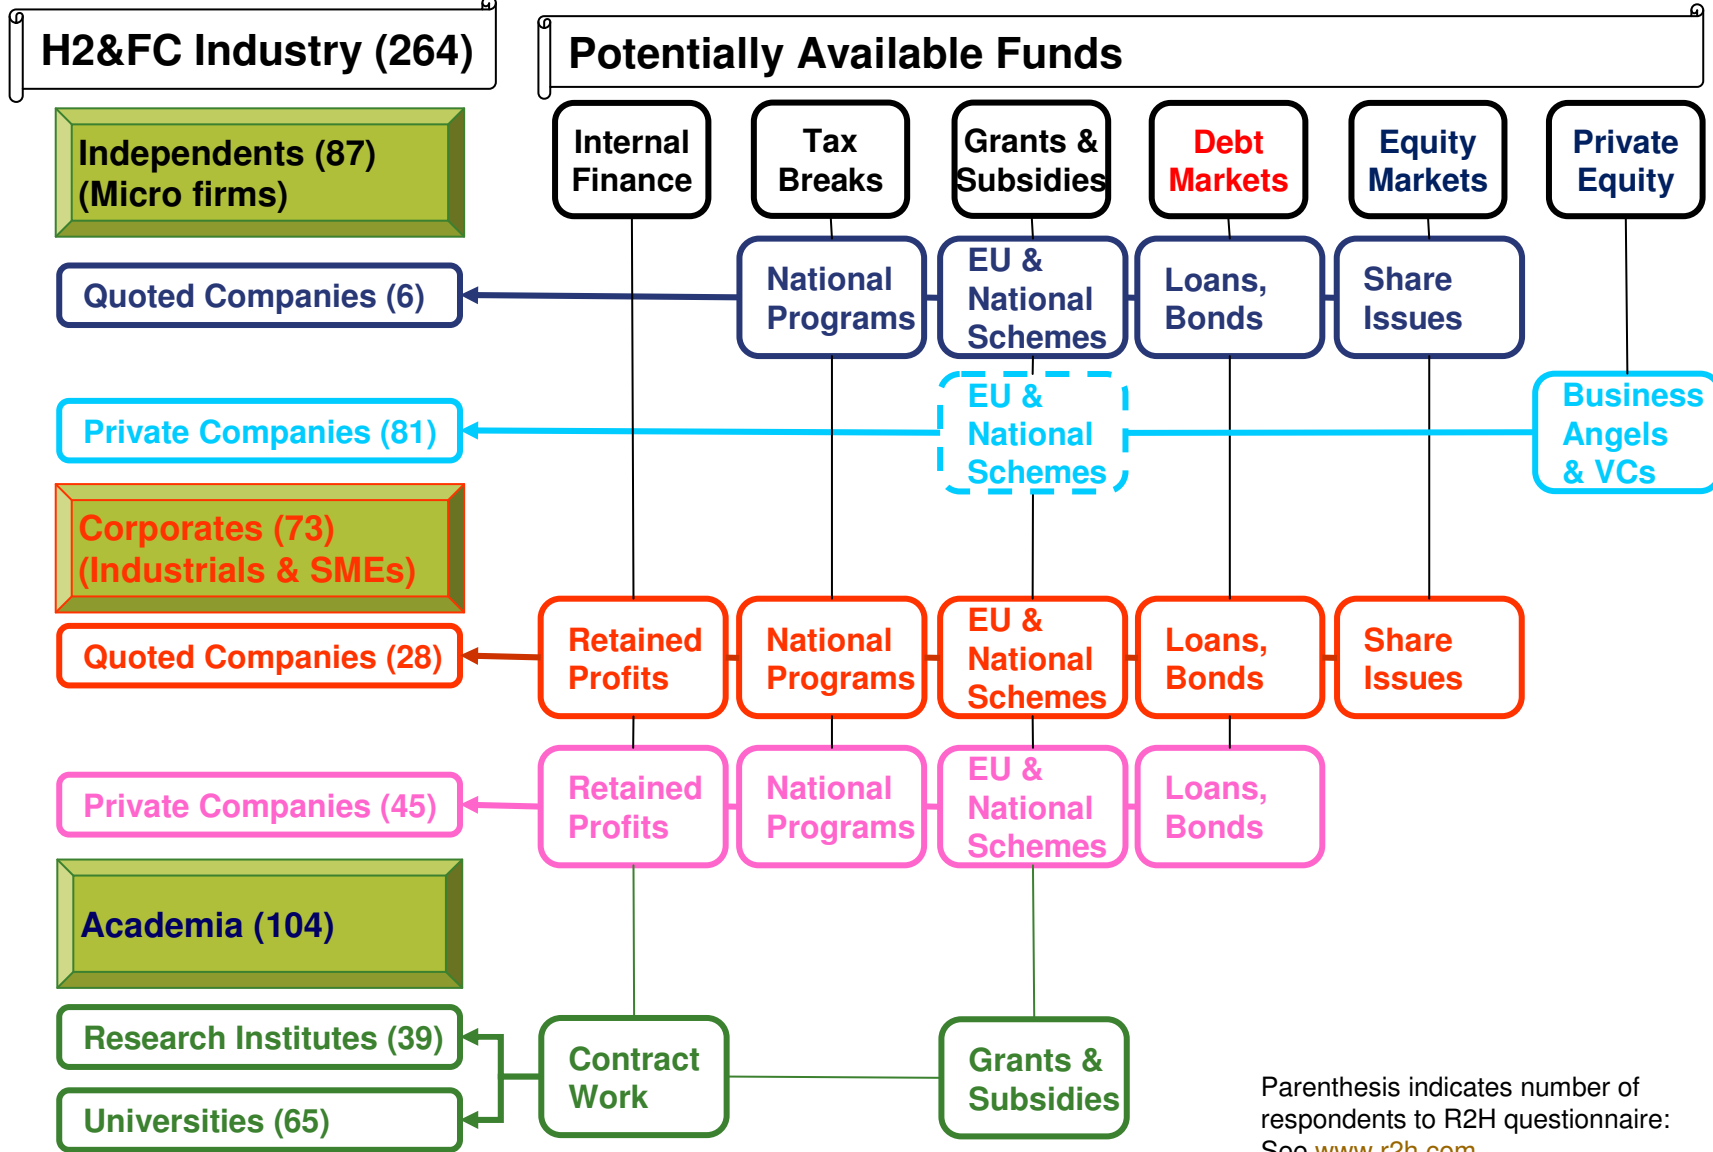 H2&FC Industry (264)
Potentially Available Funds
Internal
Finance
Tax
Breaks
Grants &
Subsidies
Debt
Markets
Equity
Markets
Private
Equity
Independents (87)
(Micro firms)
Quoted Companies (6)
National
Programs
EU &
National
Schemes
Loans,
Bonds
Share
Issues
Private Companies (81)
EU &
National
Schemes
Business
Angels
& VCs
Corporates (73)
(Industrials & SMEs)
Quoted Companies (28)
Retained
Profits
National
Programs
EU &
National
Schemes
Loans,
Bonds
Share
Issues
Private Companies (45)
Retained
Profits
National
Programs
EU &
National
Schemes
Loans,
Bonds
Academia (104)
Research Institutes (39)
Universities (65)
Contract
Work
Grants &
Subsidies
Parenthesis indicates number of
respondents to R2H questionnaire:
See www.r2h.com